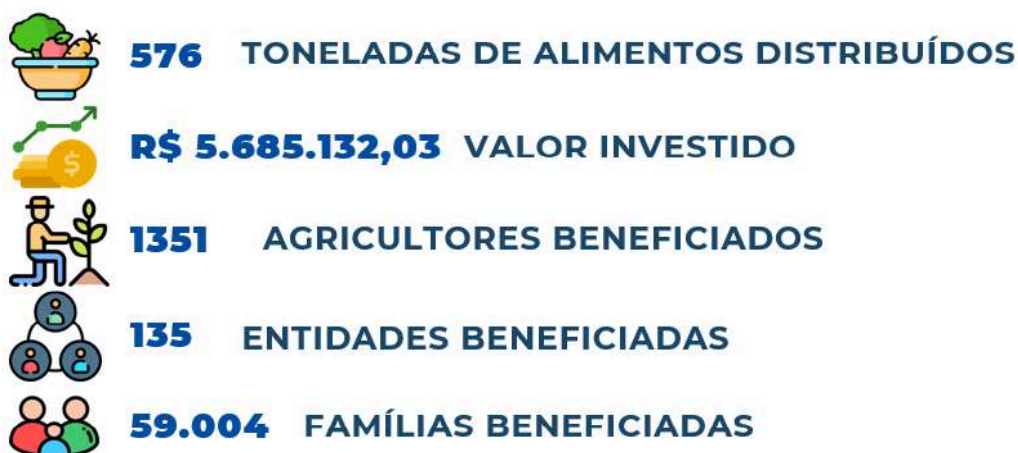 576 TONELADAS DE ALIMENTOS DISTRIBUÍDOS
R$ 5.685.132,03 VALOR INVESTIDO
1351 AGRICULTORES BENEFICIADOS
135 ENTIDADES BENEFICIADAS
59.004 FAMÍLIAS BENEFICIADAS